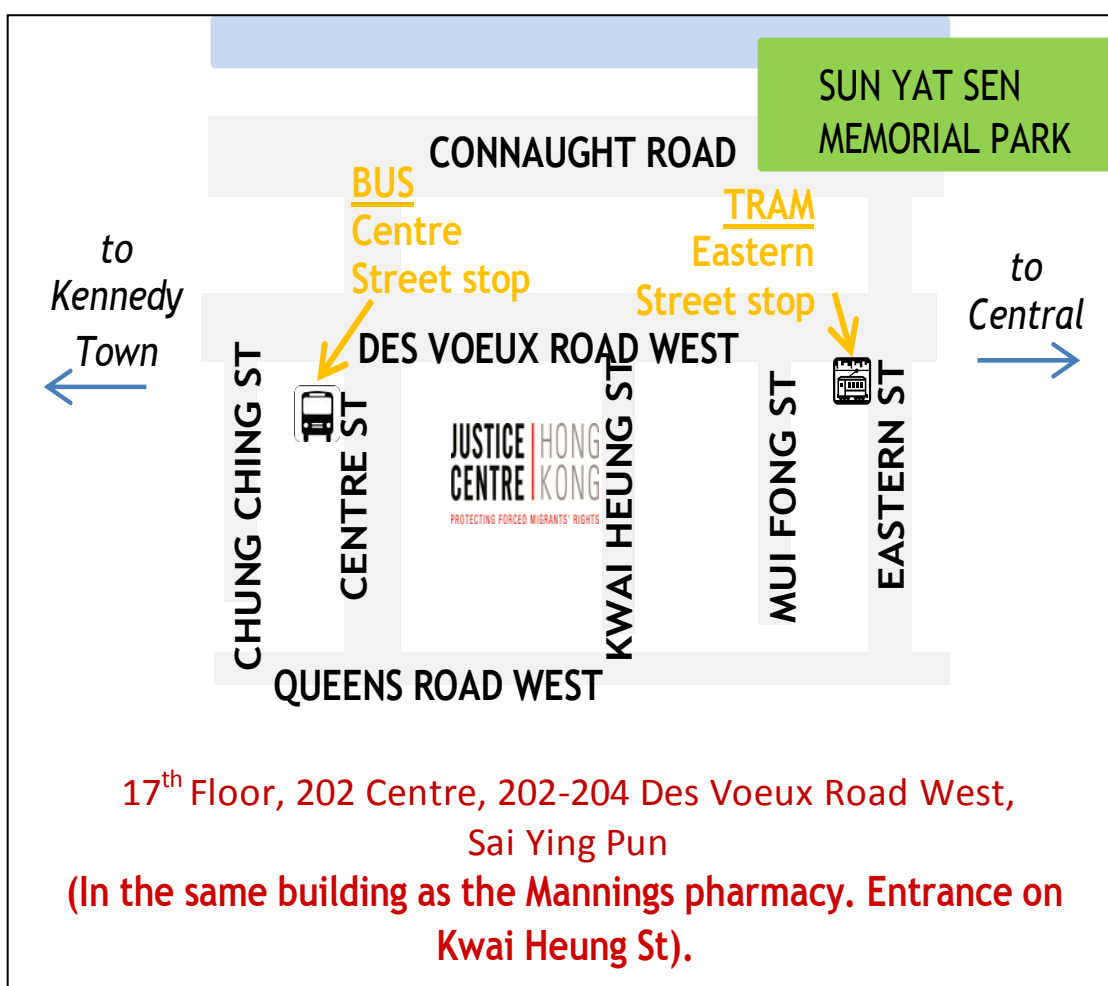 SUN YAT SEN
MEMORIAL PARK
CONNAUGHT ROAD
BUS
Centre
Street stop
TRAM
Eastern
Street stop
to
Kennedy
Town
to
Central
DES VOEUX ROAD WEST
CHUNG CHING ST
CENTRE ST
JUSTICE HONG
CENTRE KONG
PROTECTING FORCED MIGRANTS' RIGHTS
KWAI HEUNG ST
MUI FONG ST
EASTERN ST
QUEENS ROAD WEST
17th Floor, 202 Centre, 202-204 Des Voeux Road West,
Sai Ying Pun
(In the same building as the Mannings pharmacy. Entrance on
Kwai Heung St).